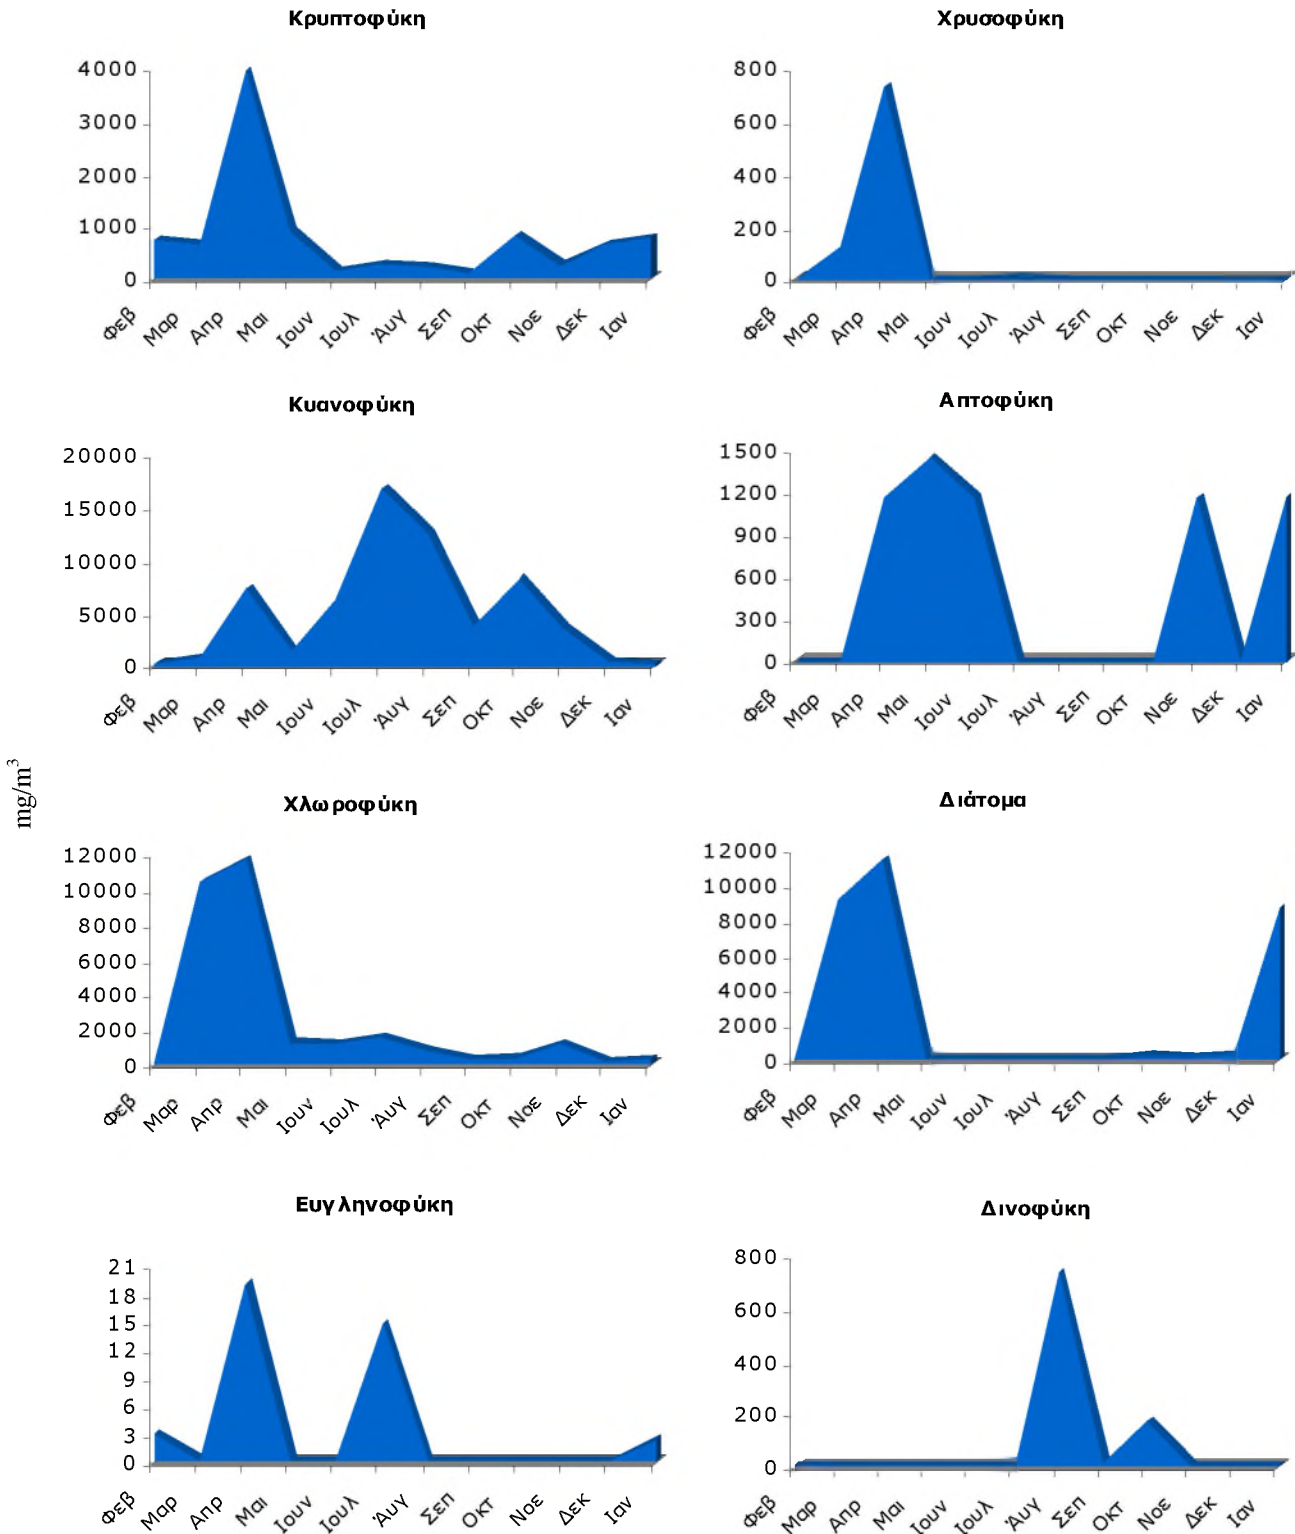 Κρυπτοφύκη
4000
3000
2000
1000
0
Φεβ Μαρ Απρ Μαι Ιουν Ιουλ Άυγ Σεπ Οκτ Νοε Δεκ Ιαν
Χρυσοφύκη
800
600
400
200
0
Φεβ Μαρ Απρ Μαι Ιουν Ιουλ Άυγ Σεπ Οκτ Νοε Δεκ Ιαν
Κυανοφύκη
20000
15000
10000
5000
0
Φεβ Μαρ Απρ Μαι Ιουν Ιουλ Άυγ Σεπ Οκτ Νοε Δεκ Ιαν
Απτοφύκη
1500
1200
900
600
300
0
Φεβ Μαρ Απρ Μαι Ιουν Ιουλ Άυγ Σεπ Οκτ Νοε Δεκ Ιαν
mg/m³
Χλωροφύκη
12000
10000
8000
6000
4000
2000
0
Φεβ Μαρ Απρ Μαι Ιουν Ιουλ Άυγ Σεπ Οκτ Νοε Δεκ Ιαν
Διάτομα
12000
10000
8000
6000
4000
2000
0
Φεβ Μαρ Απρ Μαι Ιουν Ιουλ Άυγ Σεπ Οκτ Νοε Δεκ Ιαν
Ευγληνοφύκη
21
18
15
12
9
6
3
0
Φεβ Μαρ Απρ Μαι Ιουν Ιουλ Άυγ Σεπ Οκτ Νοε Δεκ Ιαν
Δινοφύκη
800
600
400
200
0
Φεβ Μαρ Απρ Μαι Ιουν Ιουλ Άυγ Σεπ Οκτ Νοε Δεκ Ιαν